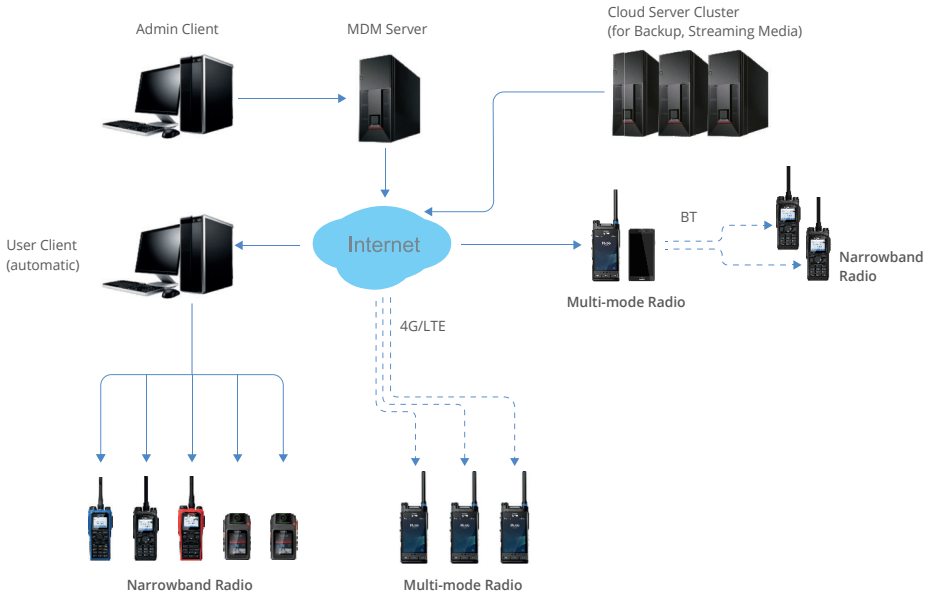 Admin Client
MDM Server
Cloud Server Cluster
(for Backup, Streaming Media)
User Client
(automatic)
Internet
BT
Narrowband
Radio
Multi-mode Radio
4G/LTE
Narrowband Radio
Multi-mode Radio